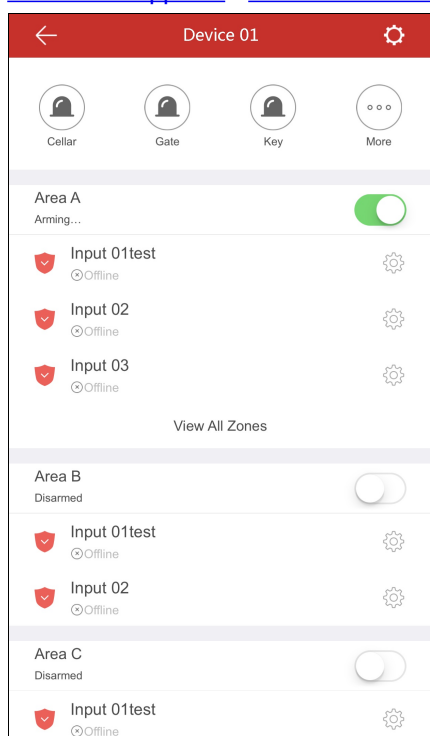 Device 01
Cellar Gate Key More
Area A
Arming...
Input 01test
Offline
Input 02
Offline
Input 03
Offline
View All Zones
Area B
Disarmed
Input 01test
Offline
Input 02
Offline
Area C
Disarmed
Input 01test
Offline